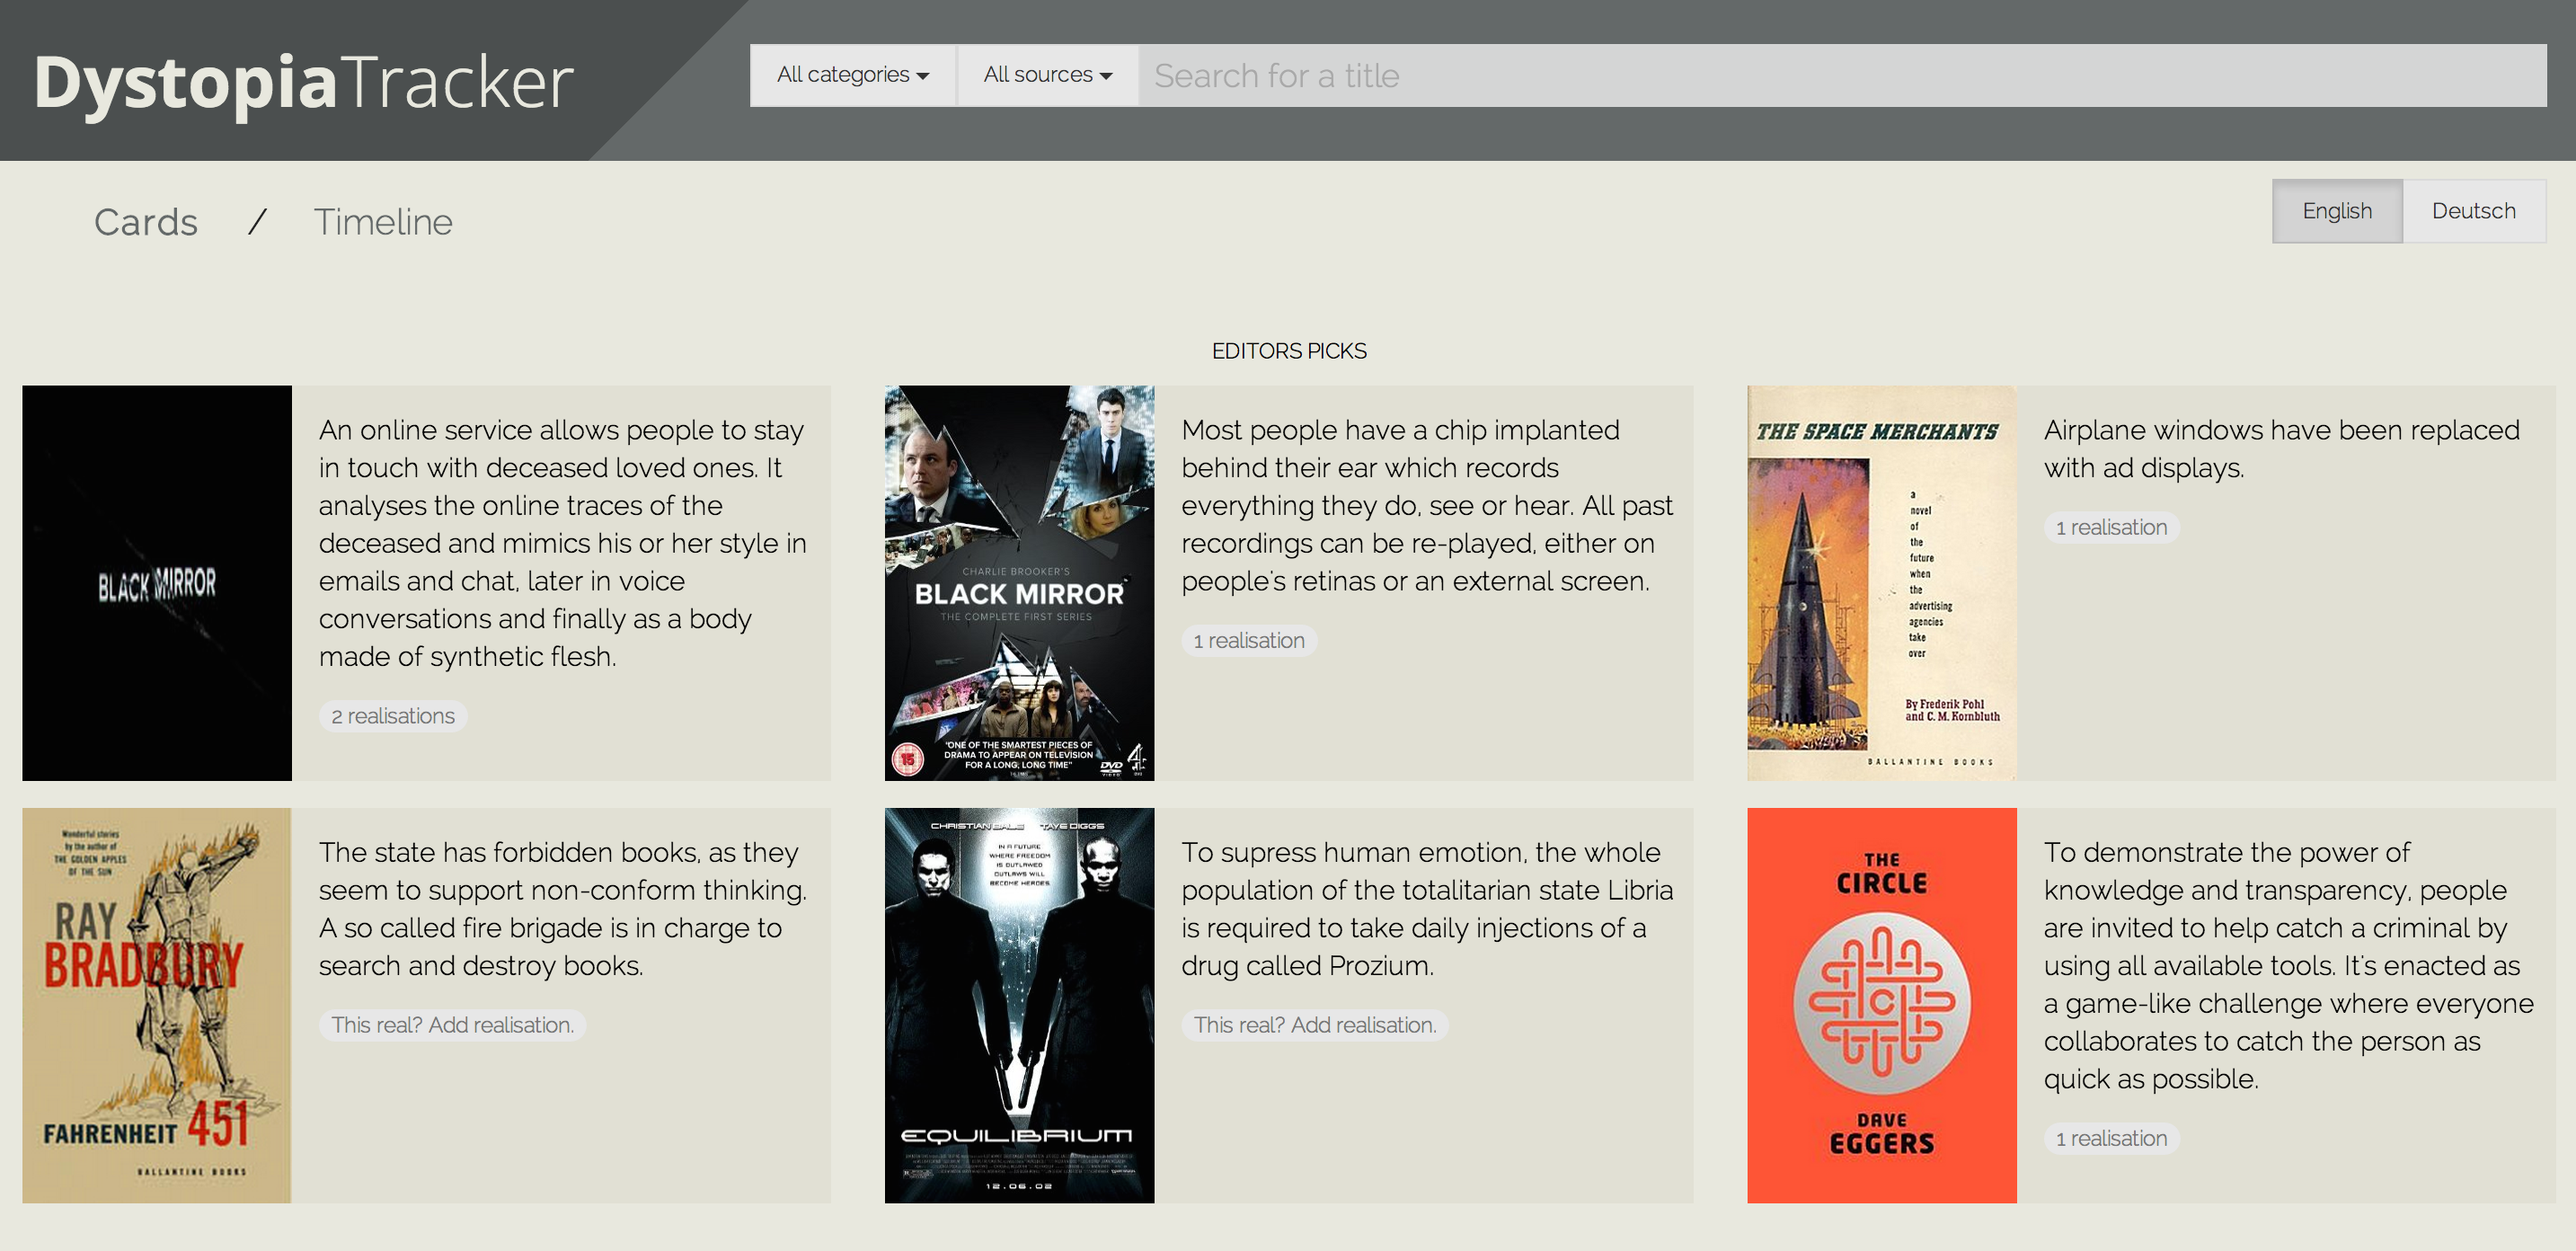 DystopiaTracker
All categories
All sources
Search for a title
Cards / Timeline
English
Deutsch
EDITORS PICKS
BLACK MIRROR
An online service allows people to stay
in touch with deceased loved ones. It
analyses the online traces of the
deceased and mimics his or her style in
emails and chat, later in voice
conversations and finally as a body
made of synthetic flesh.
2 realisations
CHARLIE BROOKER'S
BLACK MIRROR
THE COMPLETE FIRST SERIES
15
"ONE OF THE SMARTEST PIECES OF
DRAMA TO APPEAR ON TELEVISION
FOR A LONG, LONG TIME"
DVD
VIDEO
4
Most people have a chip implanted
behind their ear which records
everything they do, see or hear. All past
recordings can be re-played, either on
people's retinas or an external screen.
1 realisation
THE SPACE MERCHANTS
a
novel
of
the
future
when
the
advertising
agencies
take
over
By Frederik Pohl
and C. M. Kornbluth
BALLANTINE BOOKS
Airplane windows have been replaced
with ad displays.
1 realisation
Wonderful stories
by the author of
THE GOLDEN APPLES
OF THE SUN
RAY
BRADBURY
FAHRENHEIT 451
BALLANTINE BOOKS
The state has forbidden books, as they
seem to support non-conform thinking.
A so called fire brigade is in charge to
search and destroy books.
This real? Add realisation.
CHRISTIAN BALE TAYE DIGGS
IN A FUTURE
WHERE FREEDOM
IS OUTLAWED
OUTLAWS WILL
BECOME HEROES
EQUILIBRIUM
12.06.02
To supress human emotion, the whole
population of the totalitarian state Libria
is required to take daily injections of a
drug called Prozium.
This real? Add realisation.
THE
CIRCLE
DAVE
EGGERS
To demonstrate the power of
knowledge and transparency, people
are invited to help catch a criminal by
using all available tools. It's enacted as
a game-like challenge where everyone
collaborates to catch the person as
quick as possible.
1 realisation